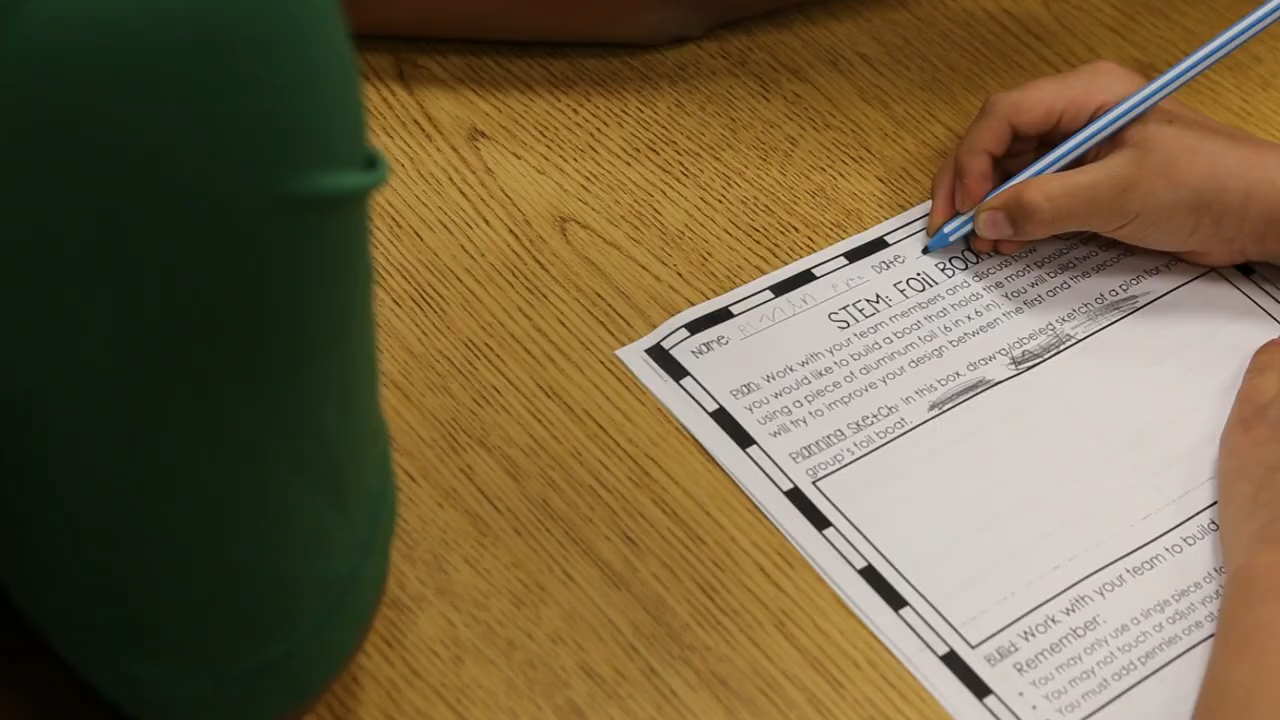 Name: Date:
STEM: Foil Boa
Plan: Work with your team members and discuss how
you would like to build a boat that holds the most possible
using a piece of aluminum foil (6 in x 6 in). You will build two
will try to improve your design between the first and the second
Planning Sketch: In this box, draw a labeled sketch of a plan for yo
group's foil boat.
Build: Work with your team to build
Remember:
• You may only use a single piece of fo
• You may not touch or adjust your
• You must add pennies one at